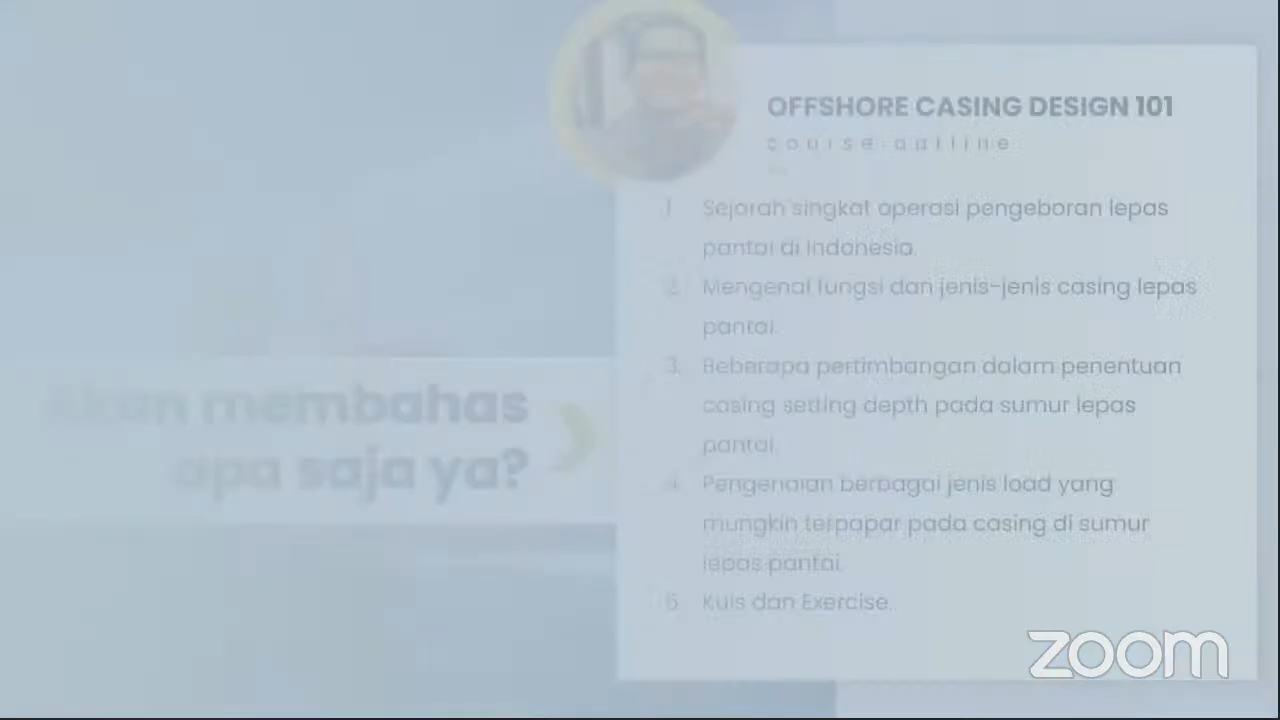 OFFSHORE CASING DESIGN 101
course outline
1. Sejarah singkat operasi pengeboran lepas
pantai di Indonesia.
2. Mengenal fungsi dan jenis-jenis casing lepas
pantai.
3. Beberapa pertimbangan dalam penentuan
casing setting depth pada sumur lepas
pantai.
4. Pengenalan berbagai jenis load yang
mungkin terpapar pada casing di sumur
lepas pantai.
5. Kuis dan Exercise.
Akan membahas
apa saja ya?
zoom